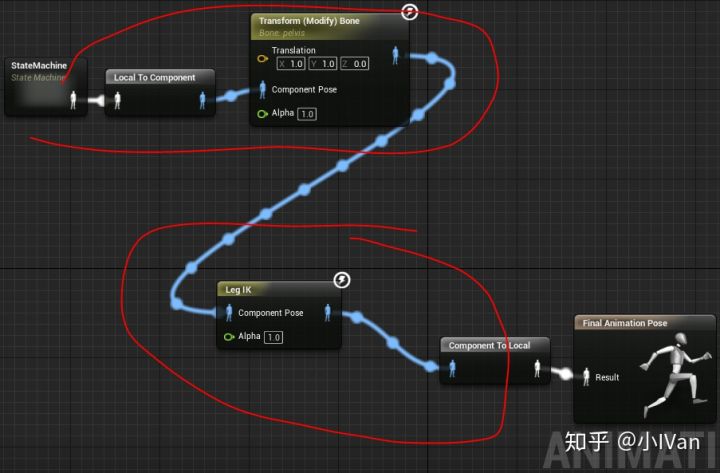 Transform (Modify) Bone
Bone: pelvis
Translation
X 1.0 Y 1.0 Z 0.0
Component Pose
Alpha 1.0
StateMachine
State Machine
Local To Component
Leg IK
Component Pose
Alpha 1.0
Component To Local
Final Animation Pose
Result
ANIMATI
知乎 @小IVan